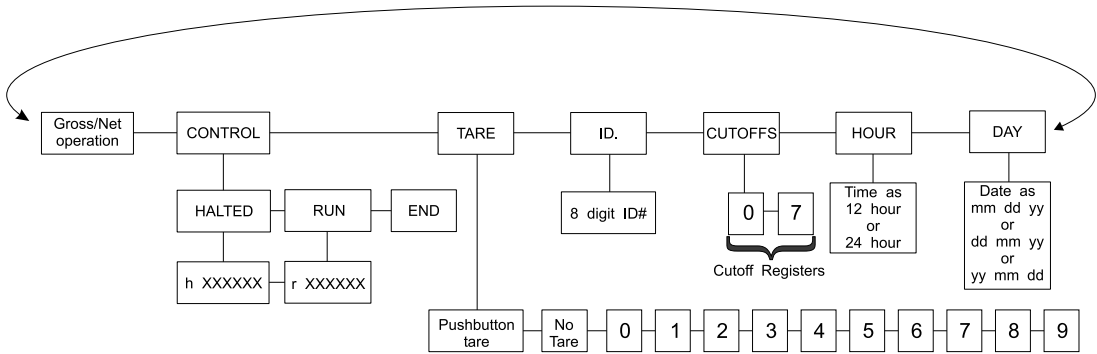 Gross/Net
operation
CONTROL
TARE
ID.
CUTOFFS
HOUR
DAY
HALTED
RUN
END
h XXXXXX
r XXXXXX
8 digit ID#
0
7
Cutoff Registers
Time as
12 hour
or
24 hour
Date as
mm dd yy
or
dd mm yy
or
yy mm dd
Pushbutton
tare
No
Tare
0
1
2
3
4
5
6
7
8
9